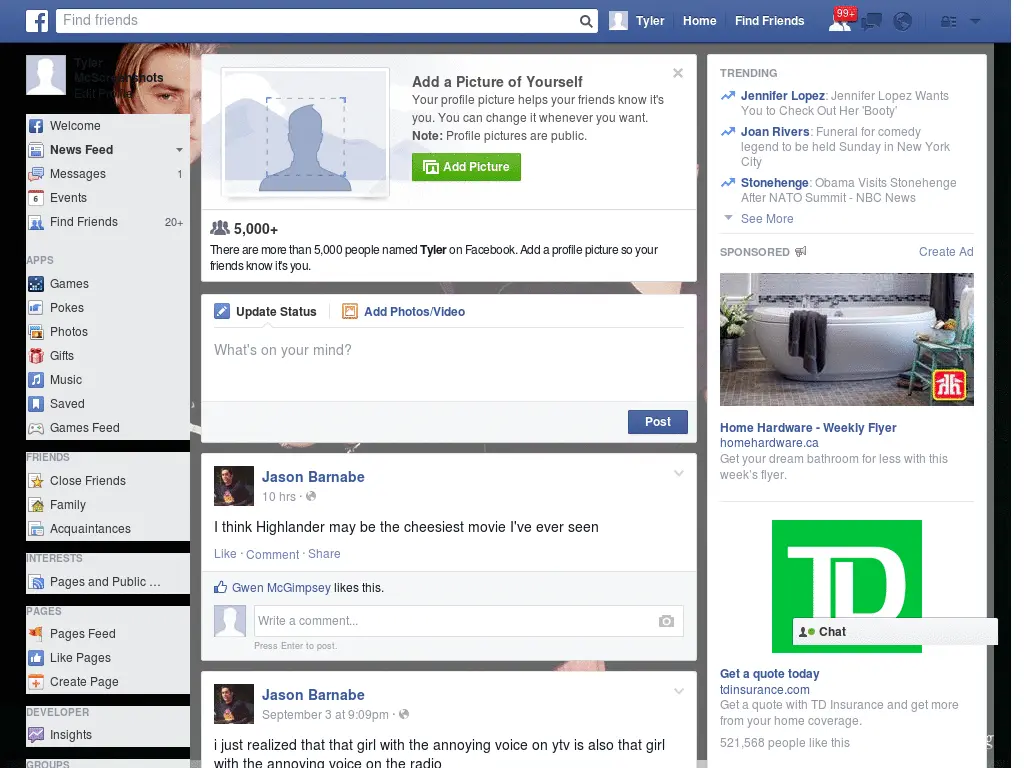 Find friends
Tyler
Home
Find Friends
99+
Tyler
McScreenshots
Edit Profile
Welcome
News Feed
Messages 1
Events
Find Friends 20+
APPS
Games
Pokes
Photos
Gifts
Music
Saved
Games Feed
FRIENDS
Close Friends
Family
Acquaintances
INTERESTS
Pages and Public ...
PAGES
Pages Feed
Like Pages
Create Page
DEVELOPER
Insights
GROUPS
Add a Picture of Yourself
Your profile picture helps your friends know it's
you. You can change it whenever you want.
Note: Profile pictures are public.
Add Picture
5,000+
There are more than 5,000 people named Tyler on Facebook. Add a profile picture so your
friends know it's you.
Update Status
Add Photos/Video
What's on your mind?
Post
Jason Barnabe
10 hrs ·
I think Highlander may be the cheesiest movie I've ever seen
Like · Comment · Share
Gwen McGimpsey likes this.
Write a comment...
Press Enter to post.
Jason Barnabe
September 3 at 9:09pm ·
i just realized that that girl with the annoying voice on ytv is also that girl
with the annoying voice on the radio
TRENDING
Jennifer Lopez: Jennifer Lopez Wants
You to Check Out Her 'Booty'
Joan Rivers: Funeral for comedy
legend to be held Sunday in New York
City
Stonehenge: Obama Visits Stonehenge
After NATO Summit - NBC News
See More
SPONSORED
Create Ad
Home Hardware - Weekly Flyer
homehardware.ca
Get your dream bathroom for less with this
week's flyer.
TD
Chat
Get a quote today
tdinsurance.com
Get a quote with TD Insurance and get more
from your home coverage.
521,568 people like this